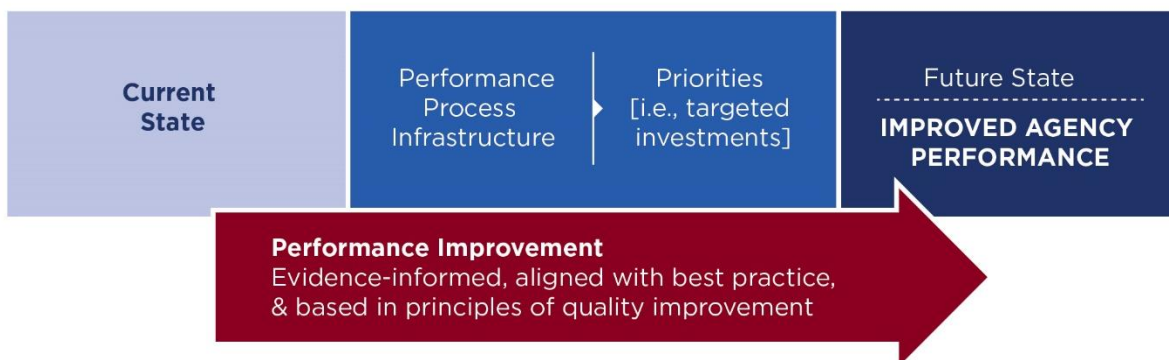 Current
State
Performance
Process
Infrastructure
Priorities
[i.e., targeted
investments]
Future State
IMPROVED AGENCY
PERFORMANCE
Performance Improvement
Evidence-informed, aligned with best practice,
& based in principles of quality improvement